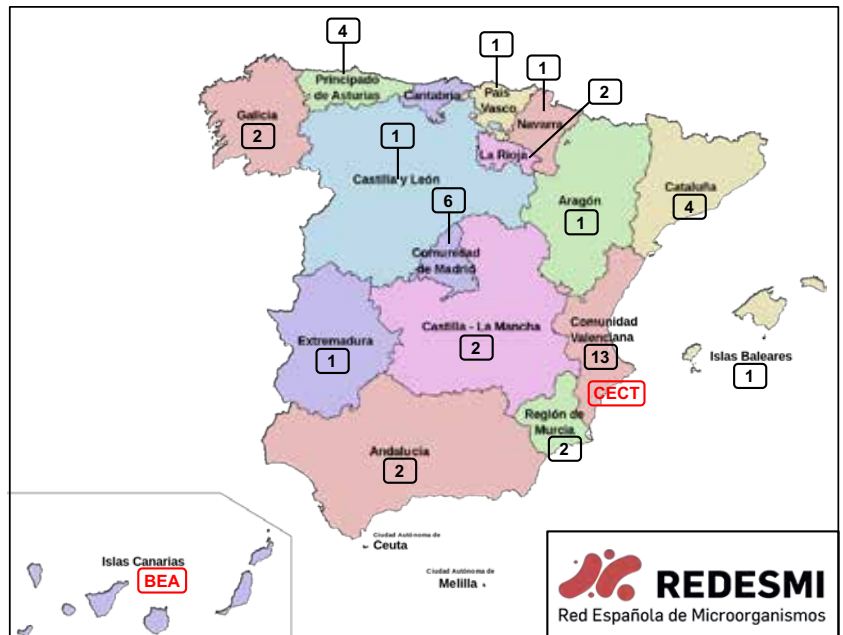 4
1
1
2
Principado
de Asturias
Cantabria
País
Vasco
Navarra
Galicia
2
1
La Rioja
Castilla y León
Aragón
1
Cataluña
4
6
Comunidad
de Madrid
Castilla - La Mancha
2
Comunidad
Valenciana
13
CECT
Extremadura
1
Islas Baleares
1
Región de
Murcia
2
Andalucía
2
Ciudad Autónoma de
Ceuta
Ciudad Autónoma de
Melilla
Islas Canarias
BEA
REDESMI
Red Española de Microorganismos